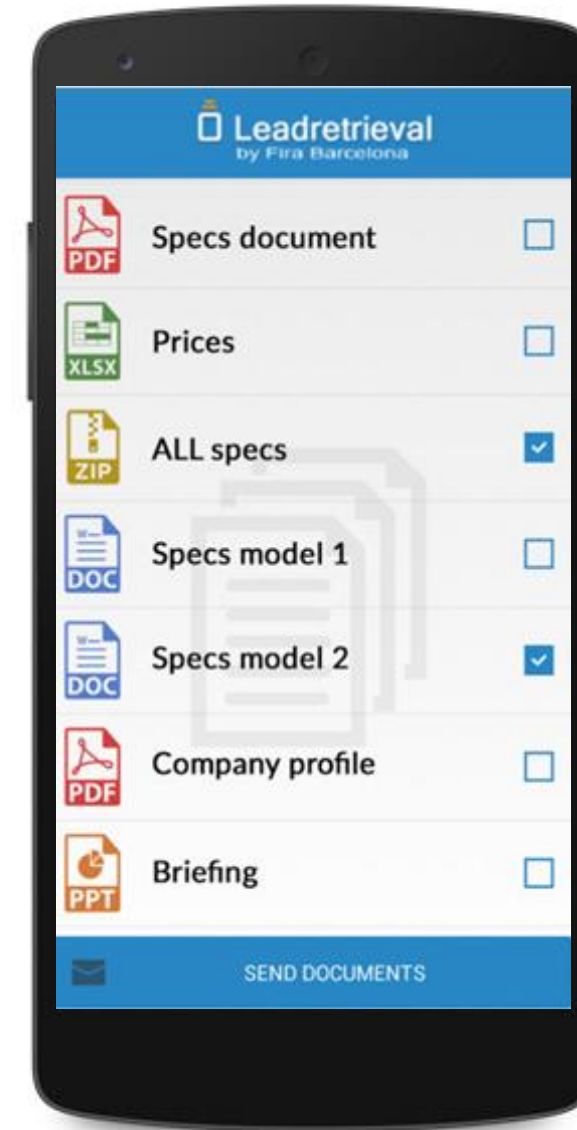 Leadretrieval
by Fira Barcelona
PDF
Specs document
XLSX
Prices
ZIP
ALL specs
DOC
Specs model 1
DOC
Specs model 2
PDF
Company profile
PPT
Briefing
SEND DOCUMENTS